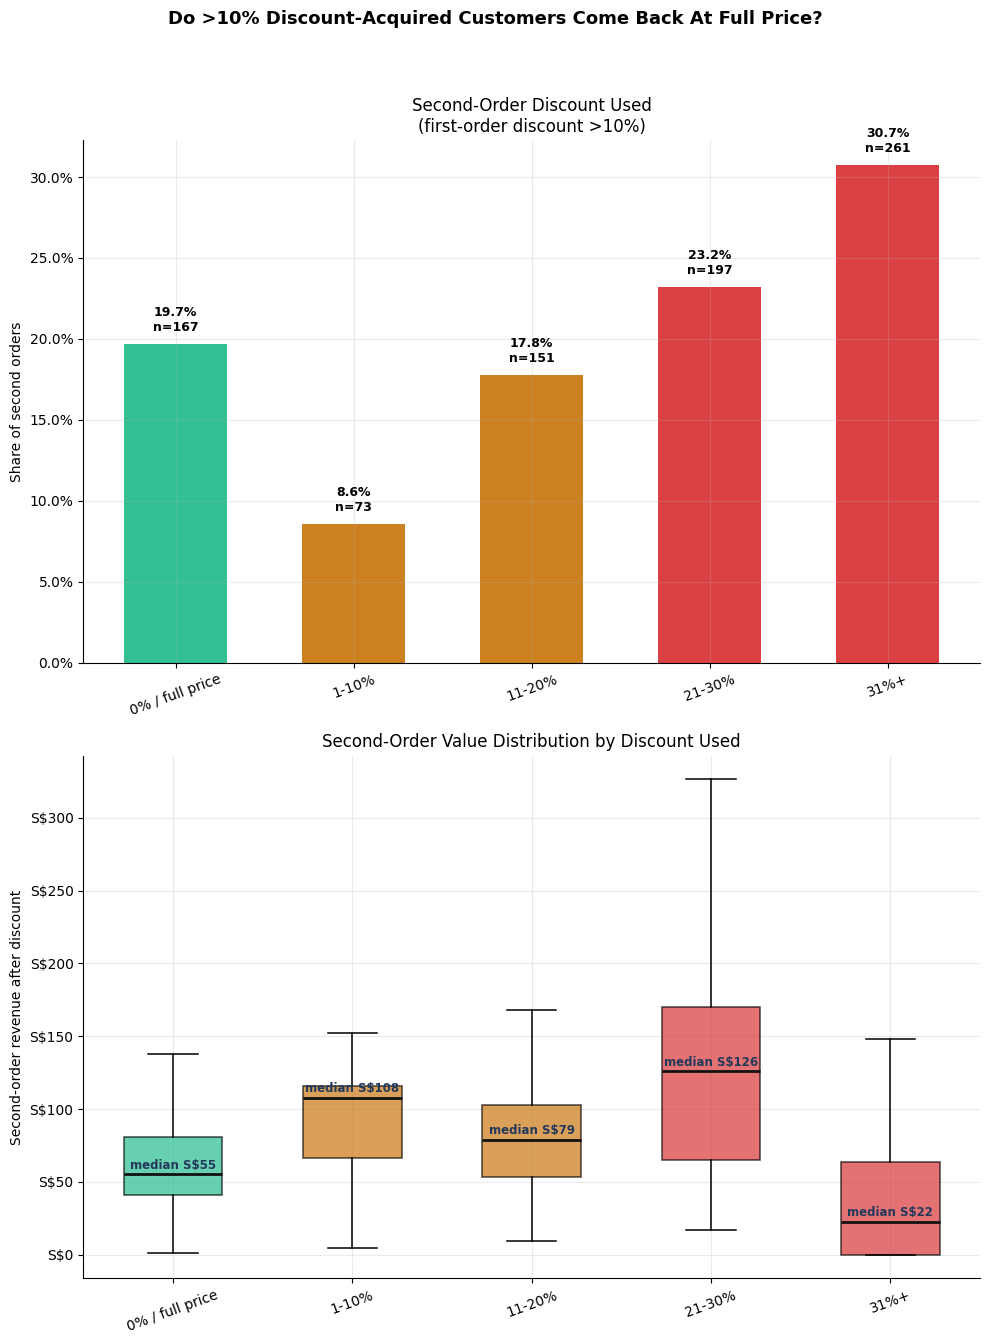 Do >10% Discount-Acquired Customers Come Back At Full Price?
Second-Order Discount Used
(first-order discount >10%)
Share of second orders
30.0%
25.0%
20.0%
15.0%
10.0%
5.0%
0.0%
19.7%
n=167
8.6%
n=73
17.8%
n=151
23.2%
n=197
30.7%
n=261
0% / full price
1-10%
11-20%
21-30%
31%+
Second-Order Value Distribution by Discount Used
Second-order revenue after discount
S$300
S$250
S$200
S$150
S$100
S$50
S$0
median S$55
median S$108
median S$79
median S$126
median S$22
0% / full price
1-10%
11-20%
21-30%
31%+